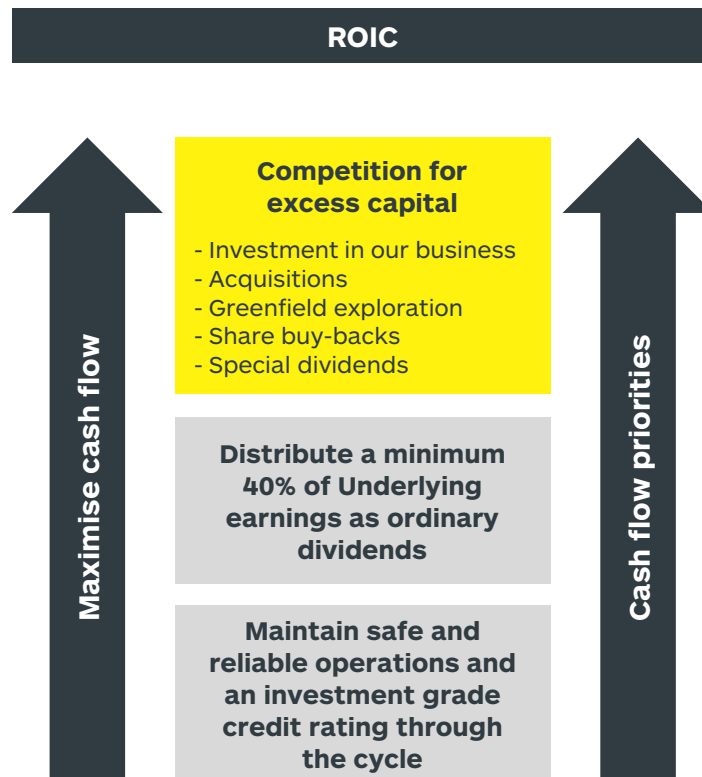 ROIC
Maximise cash flow
Competition for
excess capital
- Investment in our business
- Acquisitions
- Greenfield exploration
- Share buy-backs
- Special dividends
Distribute a minimum
40% of Underlying
earnings as ordinary
dividends
Maintain safe and
reliable operations and
an investment grade
credit rating through
the cycle
Cash flow priorities